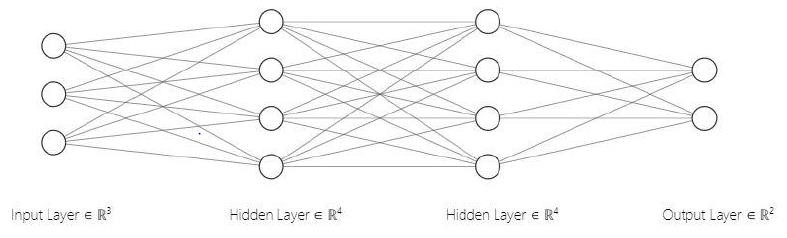 Input Layer ∈ ℝ³
Hidden Layer ∈ ℝ⁴
Hidden Layer ∈ ℝ⁴
Output Layer ∈ ℝ²